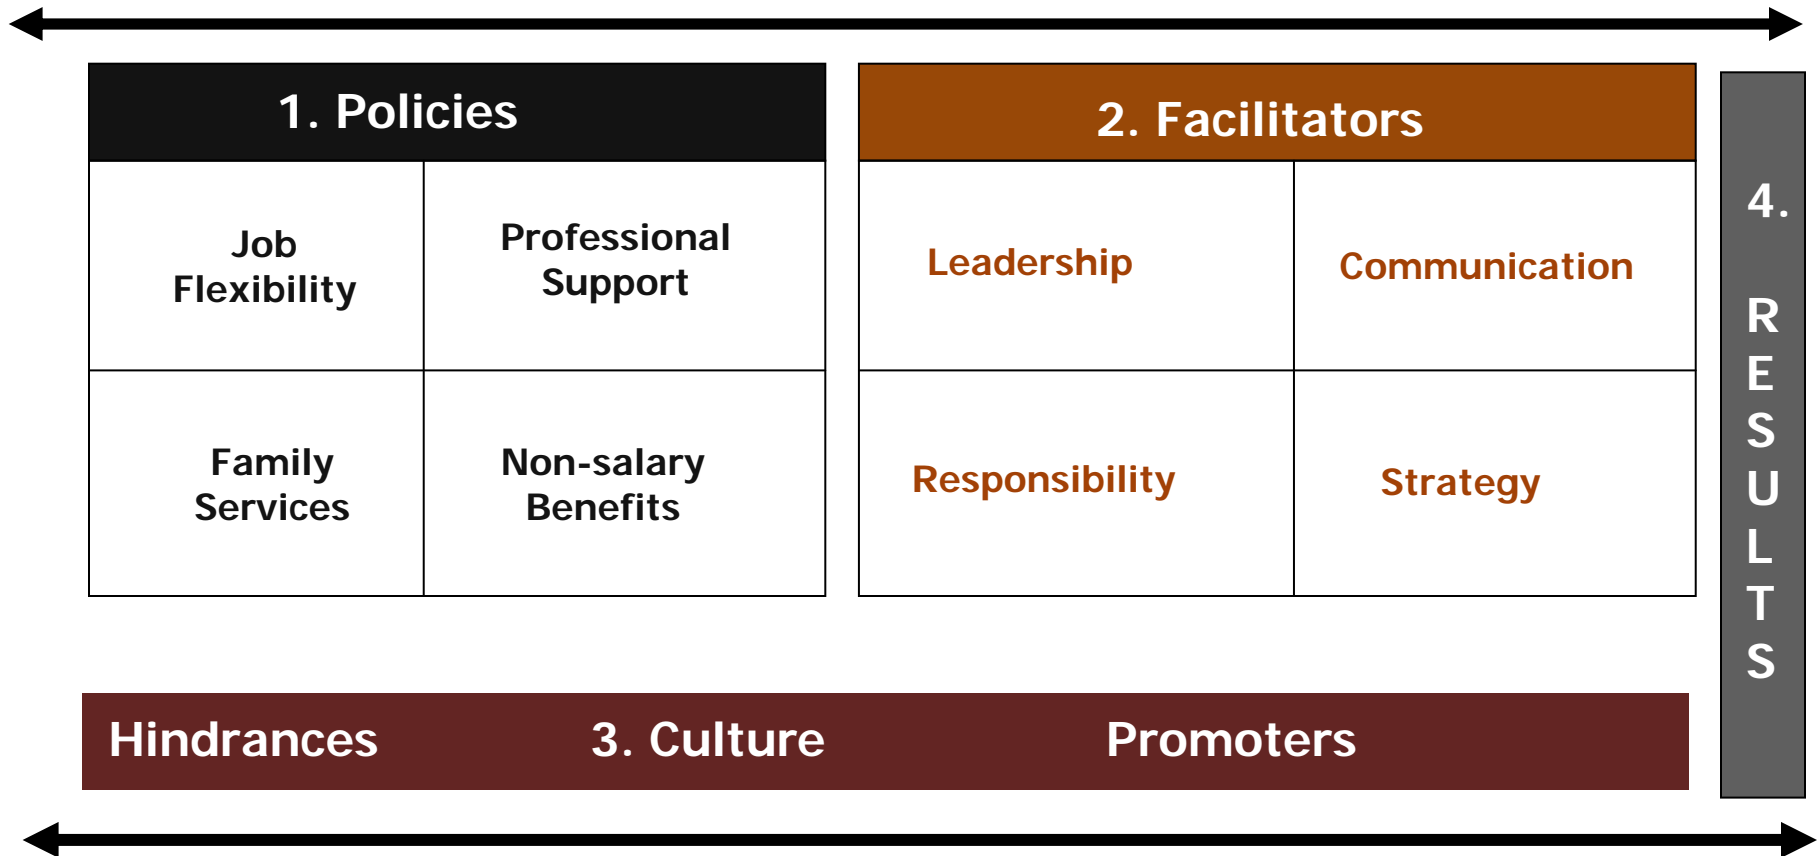 1. Policies
Job
Flexibility
Professional
Support
Family
Services
Non-salary
Benefits
2. Facilitators
Leadership
Communication
Responsibility
Strategy
Hindrances 3. Culture Promoters
4.
R
E
S
U
L
T
S